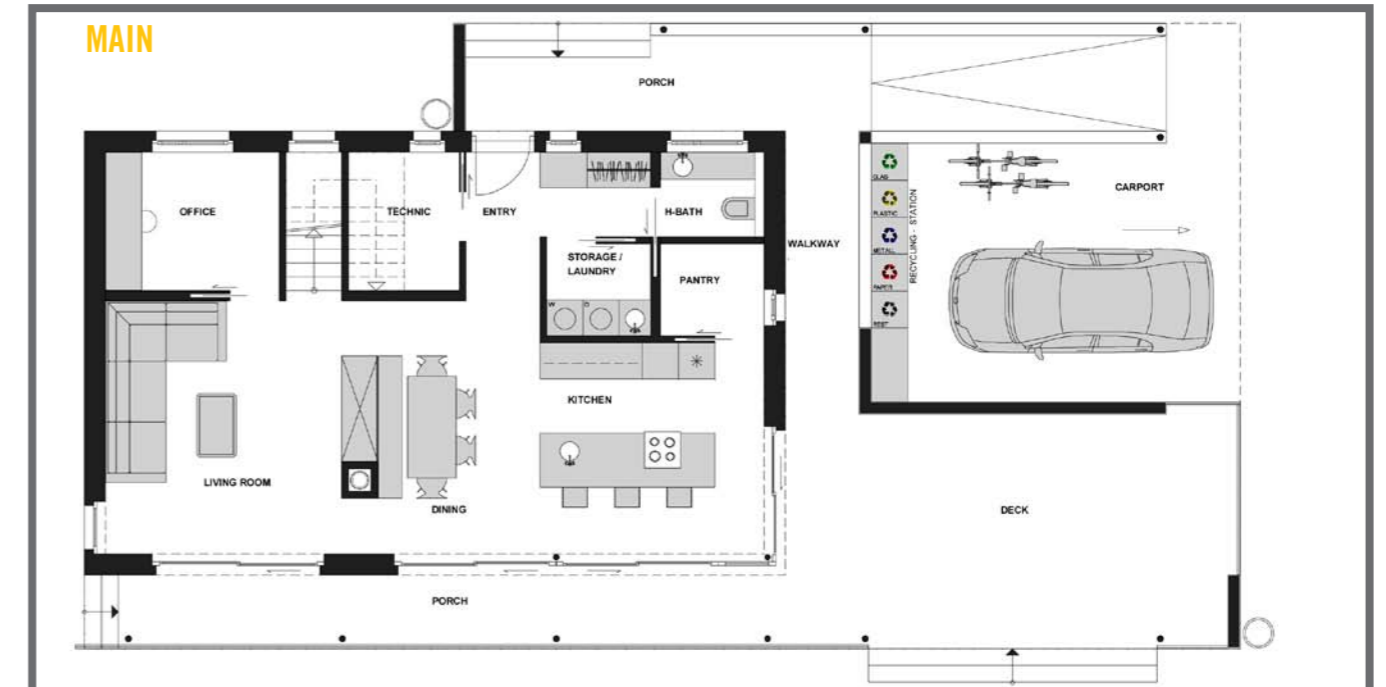 MAIN
PORCH
OFFICE
TECHNIC
ENTRY
H-BATH
WALKWAY
STORAGE /
LAUNDRY
PANTRY
W
D
GLAS
PLASTIC
METALL
PAPER
REST
RECYCLING - STATION
CARPORT
KITCHEN
LIVING ROOM
DINING
DECK
PORCH